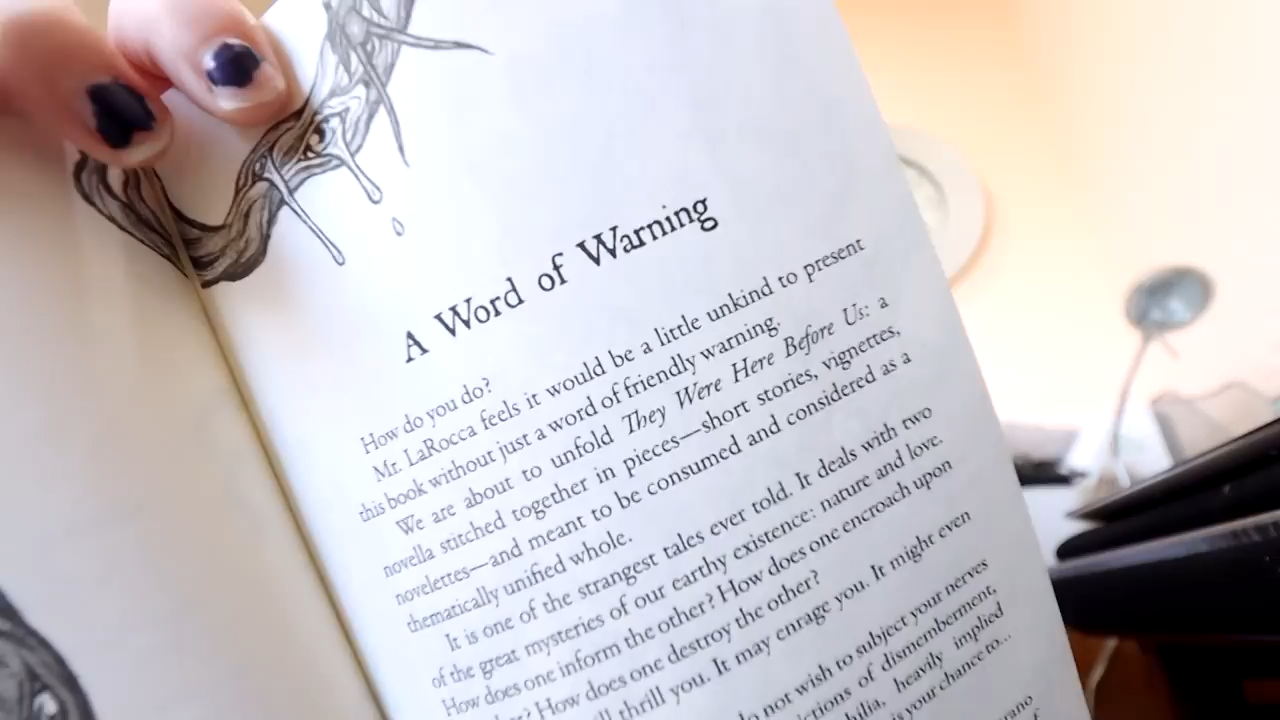 A Word of Warning
How do you do?
Mr. LaRocca feels it would be a little unkind to present
this book without just a word of friendly warning.
We are about to unfold They Were Here Before Us: a
novella stitched together in pieces—short stories, vignettes,
novelettes—and meant to be consumed and considered as a
thematically unified whole.
It is one of the strangest tales ever told. It deals with two
of the great mysteries of our earthy existence: nature and love.
How does one inform the other? How does one encroach upon
How does one destroy the other?
thrill you. It may enrage you. It might even
not wish to subject your nerves
of dismemberment,
heavily implied
is your chance to...